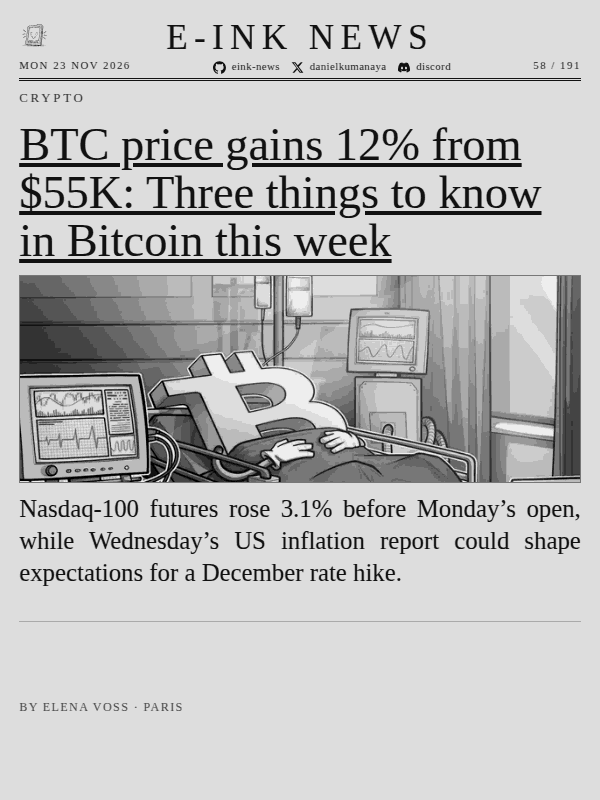 E-INK NEWS
MON 23 NOV 2026
eink-news danielkumanaya discord
58 / 191
CRYPTO
BTC price gains 12% from
$55K: Three things to know
in Bitcoin this week
Nasdaq-100 futures rose 3.1% before Monday’s open,
while Wednesday’s US inflation report could shape
expectations for a December rate hike.
BY ELENA VOSS · PARIS